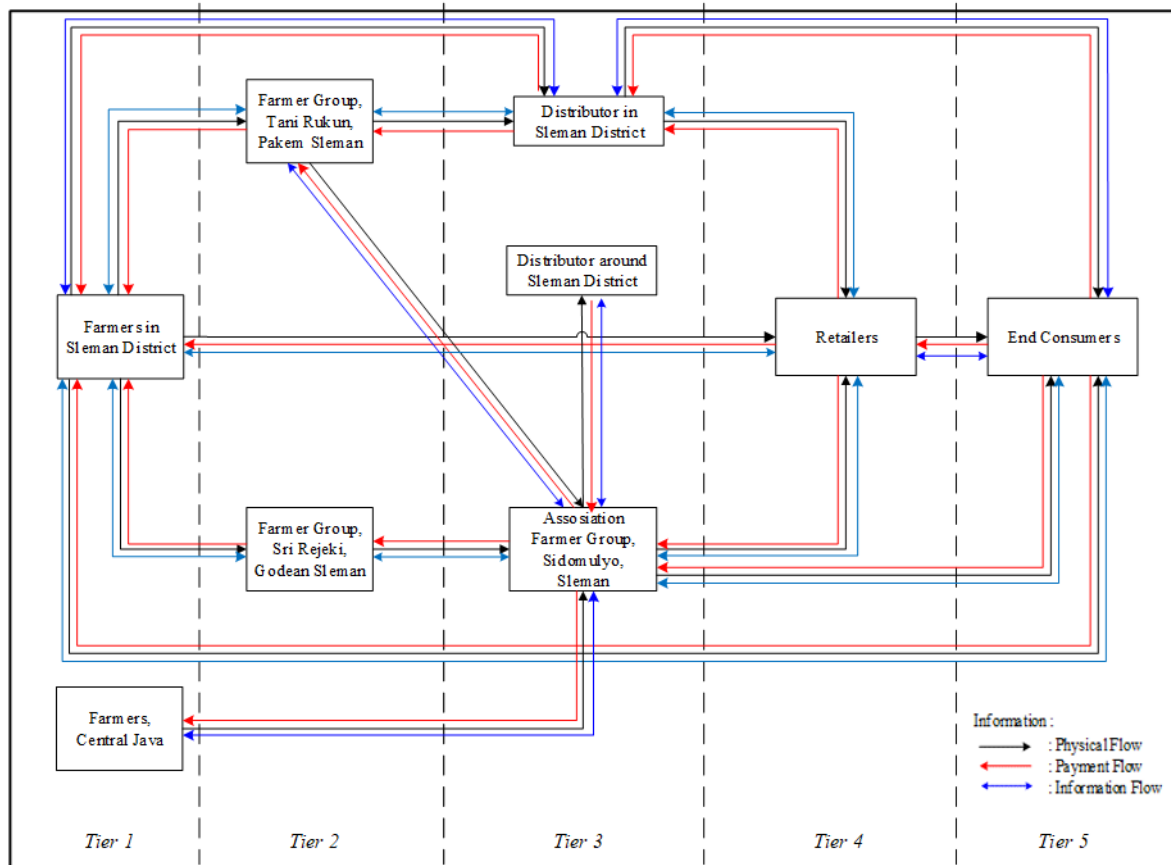 Farmer Group,
Tani Rukun,
Pakem Sleman
Distributor in
Sleman District
Distributor around
Sleman District
Farmers in
Sleman District
Retailers
End Consumers
Farmer Group,
Sri Rejeki,
Godean Sleman
Assosiation
Farmer Group,
Sidomulyo,
Sleman
Farmers,
Central Java
Information :
: Physical Flow
: Payment Flow
: Information Flow
Tier 1
Tier 2
Tier 3
Tier 4
Tier 5